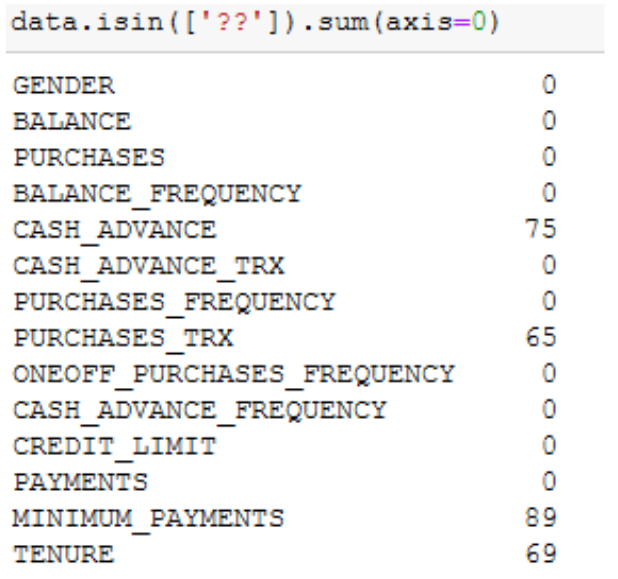 data.isin(['??']).sum(axis=0)
GENDER 0
BALANCE 0
PURCHASES 0
BALANCE_FREQUENCY 0
CASH_ADVANCE 75
CASH_ADVANCE_TRX 0
PURCHASES_FREQUENCY 0
PURCHASES_TRX 65
ONEOFF_PURCHASES_FREQUENCY 0
CASH_ADVANCE_FREQUENCY 0
CREDIT_LIMIT 0
PAYMENTS 0
MINIMUM_PAYMENTS 89
TENURE 69